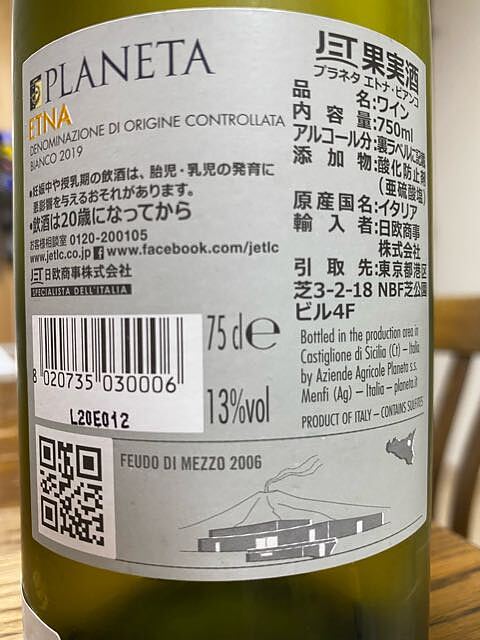 PLANETA
ETNA
DENOMINAZIONE DI ORIGINE CONTROLLATA
BIANCO 2019
•妊娠中や授乳期の飲酒は、胎児・乳児の発育に
悪影響を与えるおそれがあります。
•飲酒は20歳になってから
お客様相談室 0120-200105
www.jetlc.co.jp f www.facebook.com/jetlc
JET 日欧商事株式会社
SPECIALISTA DELL'ITALIA
JET 果実酒
プラネタ エトナ・ビアンコ
品名:ワイン
内容量:750ml
アルコール分:裏ラベルに記載
添加物:酸化防止剤
(亜硫酸塩)
原産国名:イタリア
輸入者:日欧商事
株式会社
引取先:東京都港区
芝3-2-18 NBF芝公園
ビル4F
8 020735 030006
L20E012
75 cl e
13%vol
Bottled in the production area in
Castiglione di Sicilia (Ct) – Italia
by Aziende Agricole Planeta s.s.
Menfi (Ag) – Italia – planeta.it
PRODUCT OF ITALY – CONTAINS SULFITES
FEUDO DI MEZZO 2006